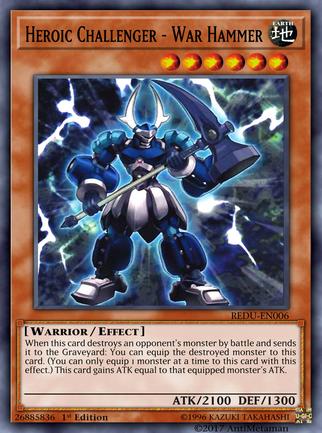 Heroic Challenger - War Hammer
EARTH
地
REDU-EN006
[Warrior / Effect]
When this card destroys an opponent's monster by battle and sends
it to the Graveyard: You can equip the destroyed monster to this
card. (You can only equip 1 monster at a time to this card with this
effect.) This card gains ATK equal to that equipped monster's ATK.
ATK/2100 DEF/1300
26885836 1st Edition ©1996 KAZUKI TAKAHASHI
©2017 AntiMetaman